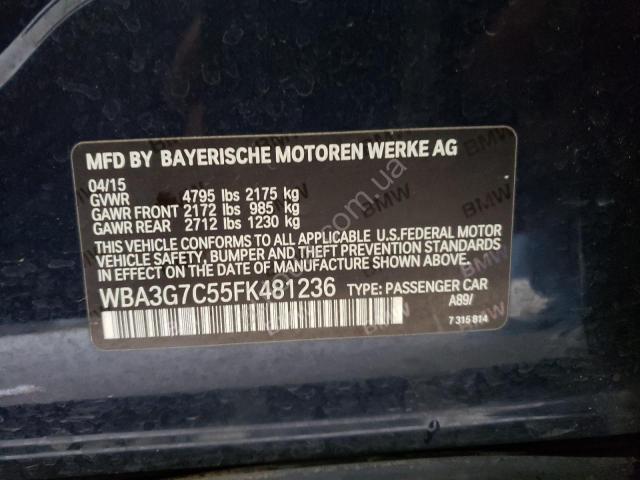 MFD BY BAYERISCHE MOTOREN WERKE AG
04/15
GVWR 4795 lbs 2175 kg
GAWR FRONT 2172 lbs 985 kg
GAWR REAR 2712 lbs 1230 kg
THIS VEHICLE CONFORMS TO ALL APPLICABLE U.S.FEDERAL MOTOR
VEHICLE SAFETY, BUMPER AND THEFT PREVENTION STANDARDS
IN EFFECT ON THE DATE OF MANUFACTURE SHOWN ABOVE.
WBA3G7C55FK481236 TYPE: PASSENGER CAR
A89/
7 315 814